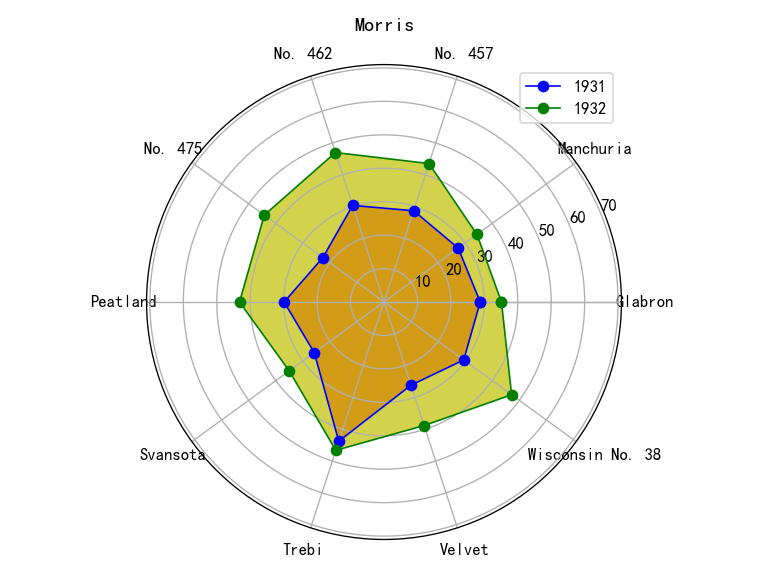 Morris
No. 462
No. 457
1931
1932
No. 475
Manchuria
70
60
50
40
30
20
10
Peatland
Glabron
Svansota
Wisconsin No. 38
Trebi
Velvet